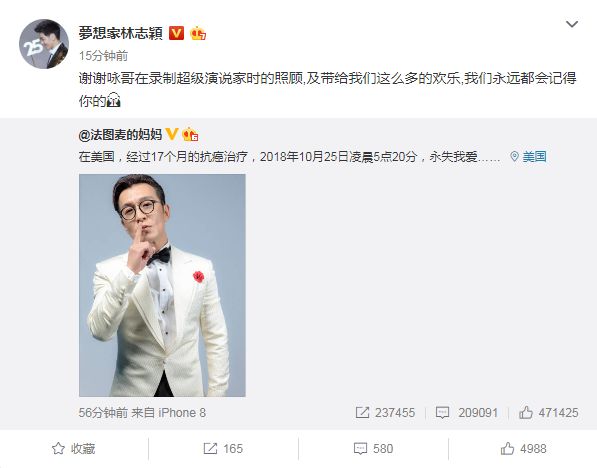 夢想家林志穎
15分钟前
谢谢咏哥在录制超级演说家时的照顾,及带给我们这么多的欢乐,我们永远都会记得
你的
@法图麦的妈妈
在美国，经过17个月的抗癌治疗，2018年10月25日凌晨5点20分，永失我爱…… 美国
56分钟前 来自 iPhone 8 237455 209091 471425
收藏 165 580 4988